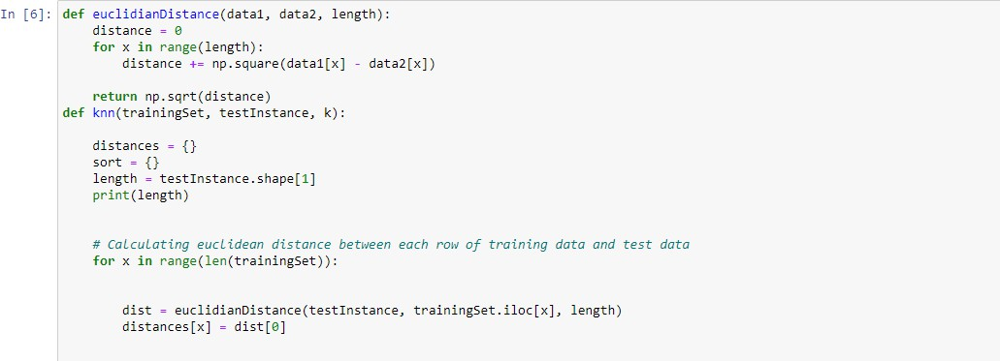 In [6]: def euclidianDistance(data1, data2, length):
    distance = 0
    for x in range(length):
        distance += np.square(data1[x] - data2[x])
    return np.sqrt(distance)
def knn(trainingSet, testInstance, k):
    distances = {}
    sort = {}
    length = testInstance.shape[1]
    print(length)
    # Calculating euclidean distance between each row of training data and test data
    for x in range(len(trainingSet)):
        dist = euclidianDistance(testInstance, trainingSet.iloc[x], length)
        distances[x] = dist[0]